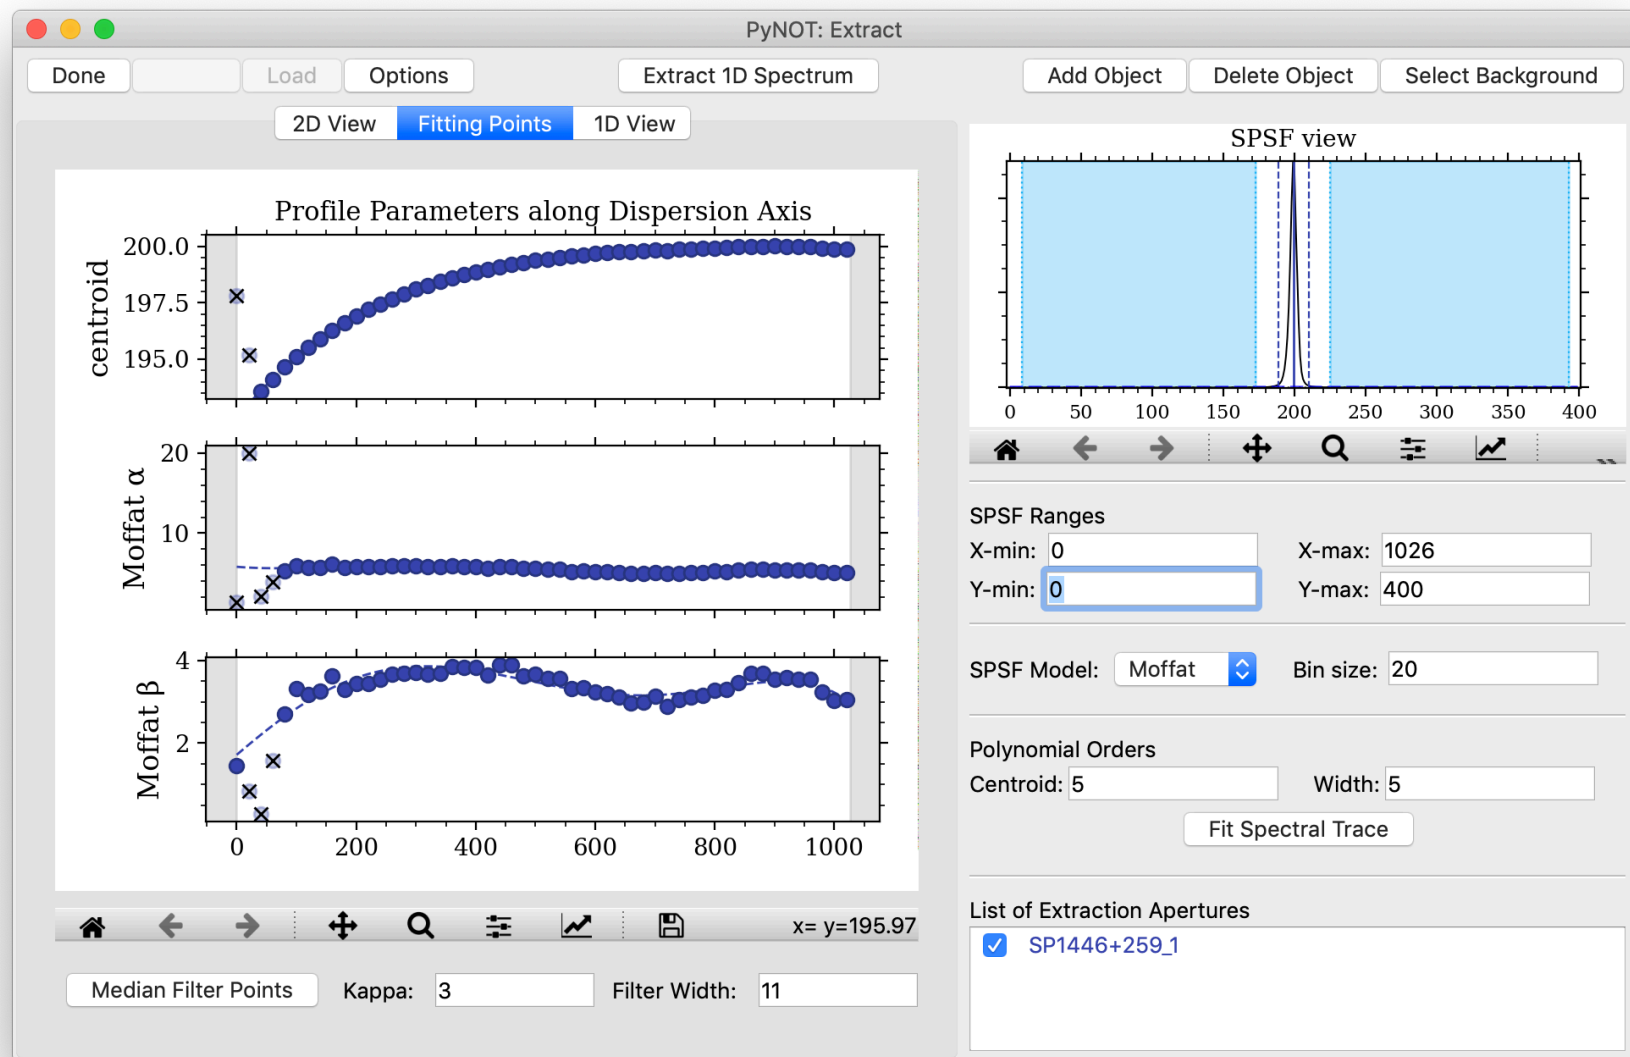 PyNOT: Extract
Done
Load
Options
Extract 1D Spectrum
Add Object
Delete Object
Select Background
2D View
Fitting Points
1D View
Profile Parameters along Dispersion Axis
centroid
200.0
197.5
195.0
Moffat α
20
10
Moffat β
4
2
0 200 400 600 800 1000
x= y=195.97
Median Filter Points
Kappa: 3
Filter Width: 11
SPSF view
0 50 100 150 200 250 300 350 400
SPSF Ranges
X-min: 0 X-max: 1026
Y-min: 0 Y-max: 400
SPSF Model: Moffat Bin size: 20
Polynomial Orders
Centroid: 5 Width: 5
Fit Spectral Trace
List of Extraction Apertures
SP1446+259_1